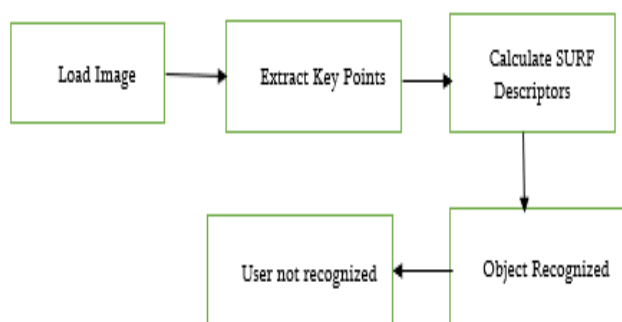 Load Image
Extract Key Points
Calculate SURF
Descriptors
Object Recognized
User not recognized